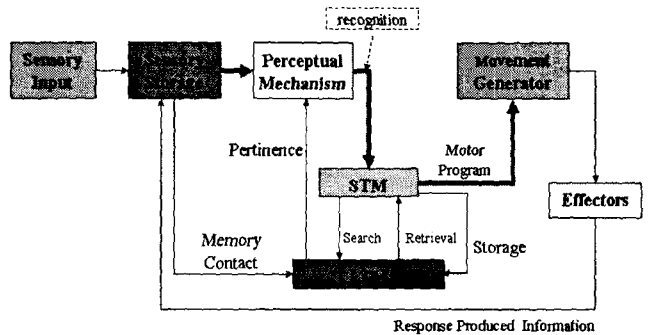 recognition
Sensory
Input
Perceptual
Mechanism
Movement
Generator
Pertinence
Motor
Program
STM
Effectors
Search
Retrieval
Storage
Memory
Contact
Response Produced Information